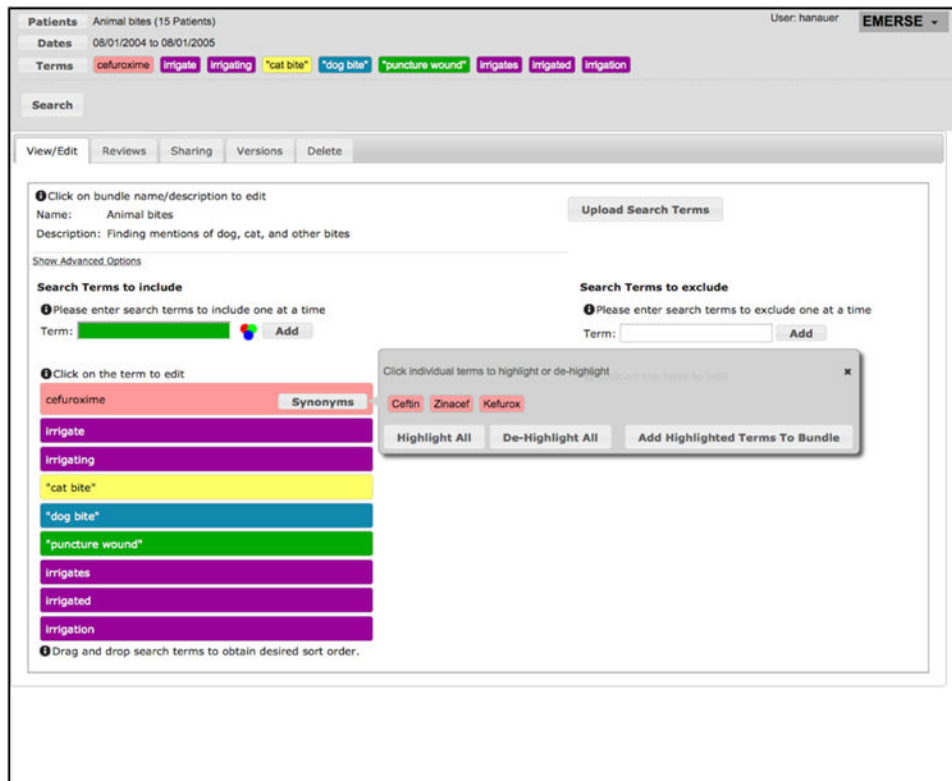 Patients Animal bites (15 Patients) User: hanauer EMERSE
Dates 08/01/2004 to 08/01/2005
Terms cefuroxime irrigate irrigating "cat bite" "dog bite" "puncture wound" irrigates irrigated irrigation
Search
View/Edit Reviews Sharing Versions Delete
Click on bundle name/description to edit
Name: Animal bites
Upload Search Terms
Description: Finding mentions of dog, cat, and other bites
Show Advanced Options
Search Terms to include
Please enter search terms to include one at a time
Term: Add
Search Terms to exclude
Please enter search terms to exclude one at a time
Term: Add
Click on the term to edit
cefuroxime Synonyms
irrigate
irrigating
"cat bite"
"dog bite"
"puncture wound"
irrigates
irrigated
irrigation
Drag and drop search terms to obtain desired sort order.
Click individual terms to highlight or de-highlight
Click on the term to edit
Ceftin Zinacef Kefurox
Highlight All De-Highlight All Add Highlighted Terms To Bundle